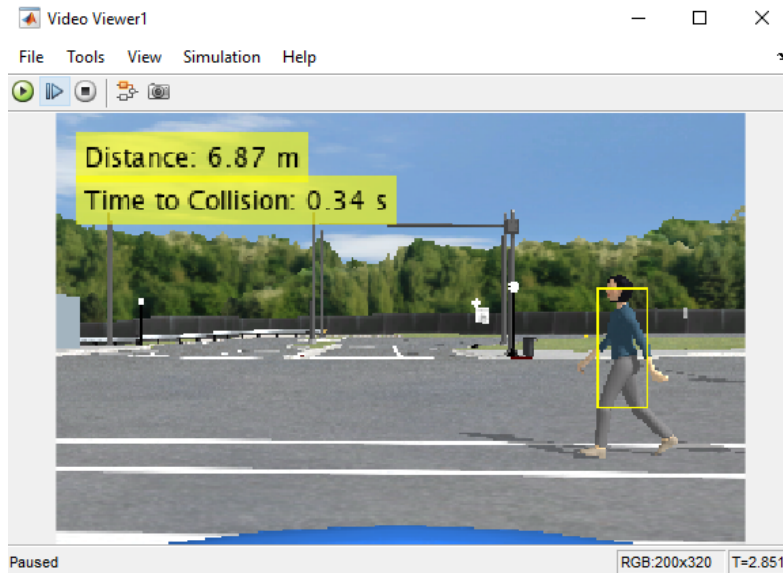 Video Viewer1
File Tools View Simulation Help
Distance: 6.87 m
Time to Collision: 0.34 s
Paused
RGB:200x320
T=2.851